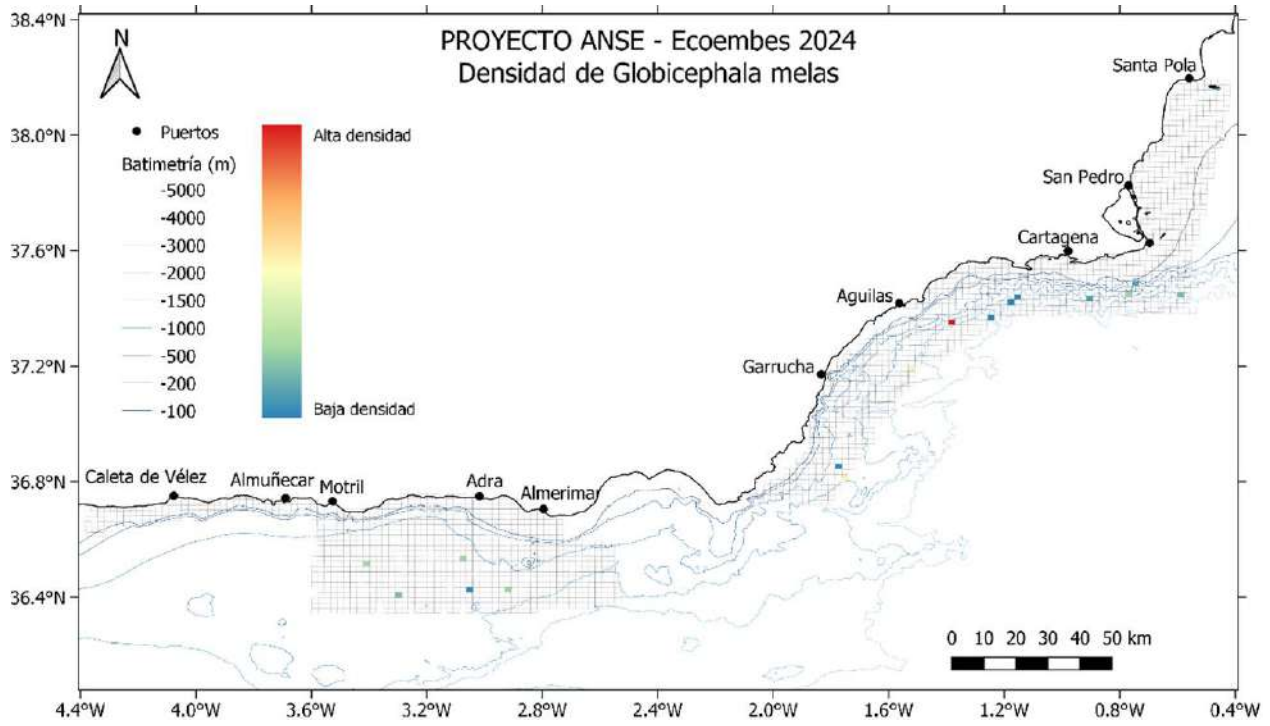 PROYECTO ANSE - Ecoembes 2024
Densidad de Globicephala melas
N
Puertos
Batimetría (m)
-5000
-4000
-3000
-2000
-1500
-1000
-500
-200
-100
Alta densidad
Baja densidad
Santa Pola
San Pedro
Cartagena
Aguilas
Garrucha
Caleta de Vélez
Almuñecar
Motril
Adra
Almerimar
38.4°N
38.0°N
37.6°N
37.2°N
36.8°N
36.4°N
0 10 20 30 40 50 km
4.4°W 4.0°W 3.6°W 3.2°W 2.8°W 2.4°W 2.0°W 1.6°W 1.2°W 0.8°W 0.4°W